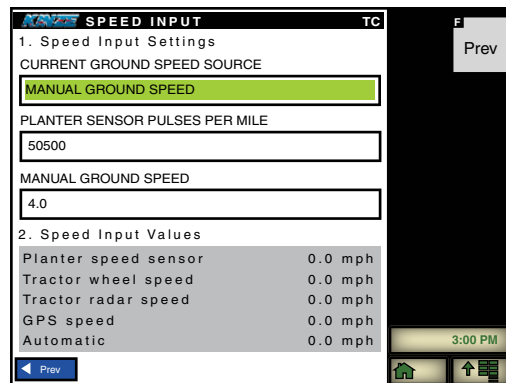 KINZE SPEED INPUT TC
1. Speed Input Settings
CURRENT GROUND SPEED SOURCE
MANUAL GROUND SPEED
PLANTER SENSOR PULSES PER MILE
50500
MANUAL GROUND SPEED
4.0
2. Speed Input Values
Planter speed sensor 0.0 mph
Tractor wheel speed 0.0 mph
Tractor radar speed 0.0 mph
GPS speed 0.0 mph
Automatic 0.0 mph
Prev
F
Prev
3:00 PM